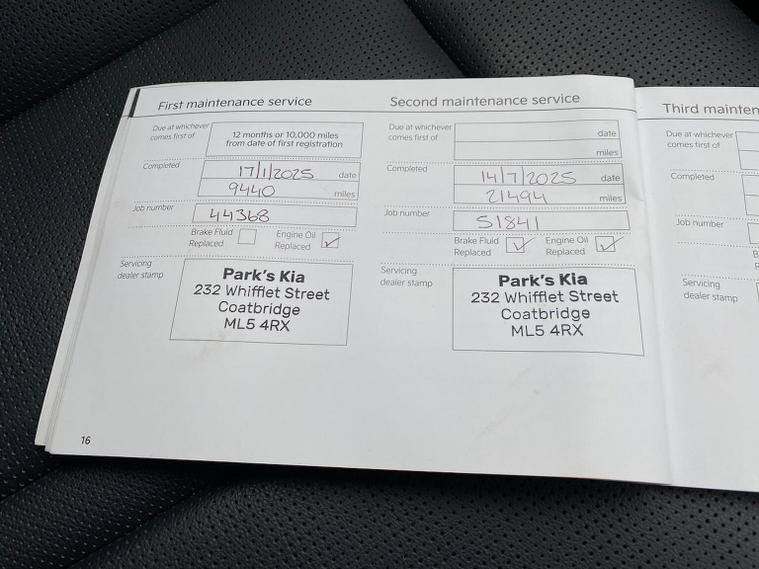 First maintenance service
Due at whichever
comes first of
12 months or 10,000 miles
from date of first registration
Completed
17/1/2025 date
9440 miles
Job number
44368
Brake Fluid
Replaced
Engine Oil
Replaced
Servicing
dealer stamp
Park's Kia
232 Whifflet Street
Coatbridge
ML5 4RX
16
Second maintenance service
Due at whichever
comes first of
date
miles
Completed
14/7/2025 date
21494 miles
Job number
51841
Brake Fluid
Replaced
Engine Oil
Replaced
Servicing
dealer stamp
Park's Kia
232 Whifflet Street
Coatbridge
ML5 4RX
Third mainten
Due at whichever
comes first of
Completed
Job number
Servicing
dealer stamp